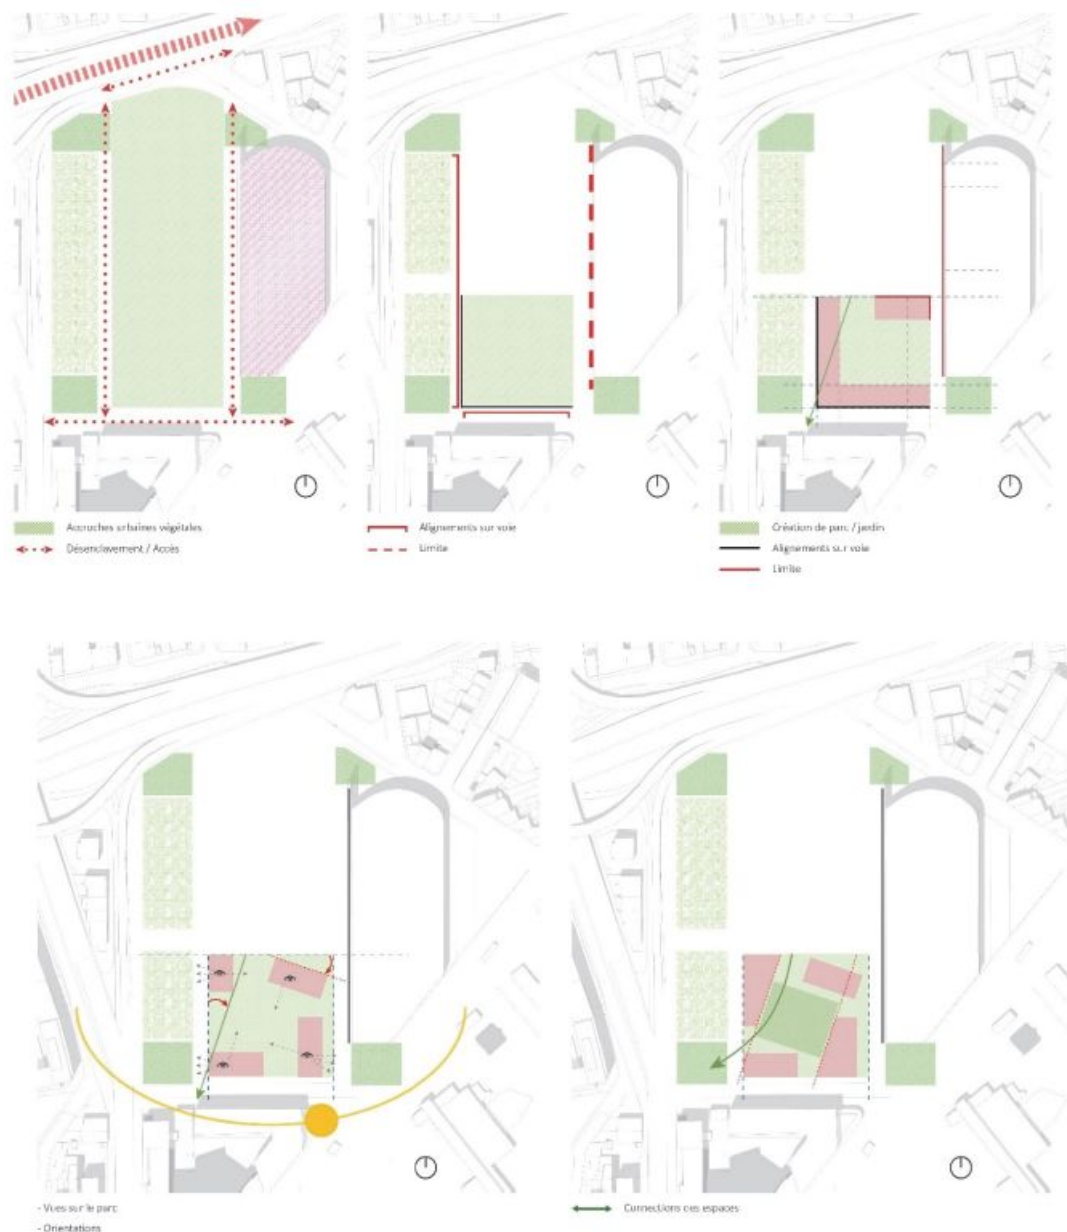 Accroches urbaines végétales
Désenclavement / Accès
Alignements sur voie
Limite
Création de parc / jardin
Alignements sur voie
Limite
- Vues sur le parc
- Orientations
Connections des espaces